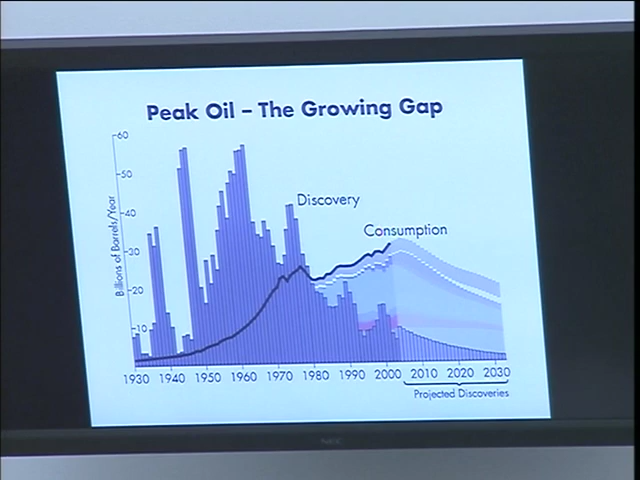 Peak Oil – The Growing Gap
60
50
40
30
20
10
Billions of Barrels/Year
Discovery
Consumption
1930 1940 1950 1960 1970 1980 1990 2000 2010 2020 2030
Projected Discoveries
NEC